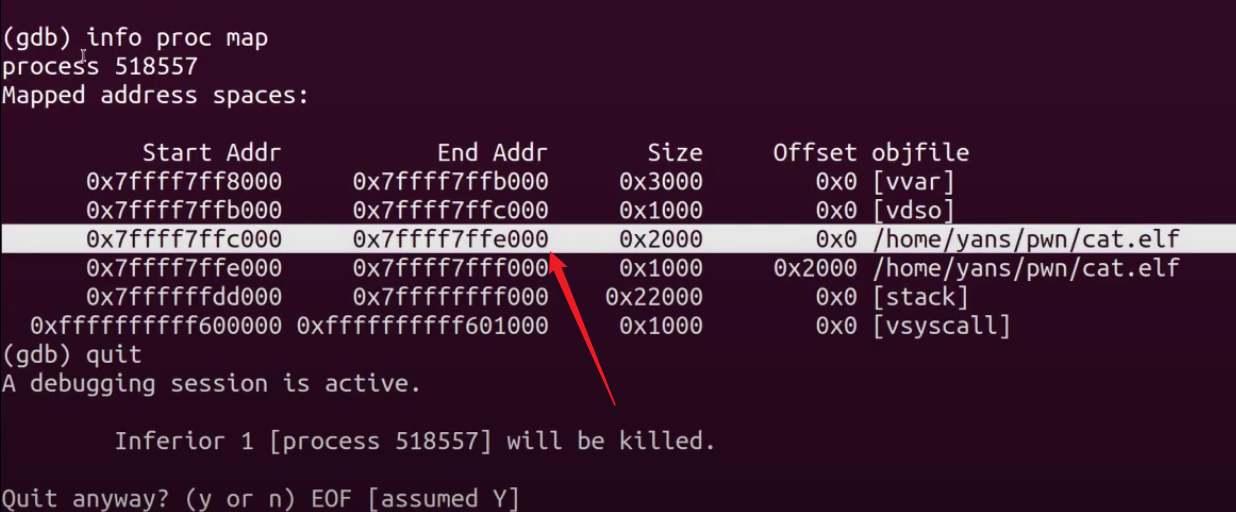 (gdb) info proc map
process 518557
Mapped address spaces:
Start Addr End Addr Size Offset objfile
0x7ffff7ff8000 0x7ffff7ffb000 0x3000 0x0 [vvar]
0x7ffff7ffb000 0x7ffff7ffc000 0x1000 0x0 [vdso]
0x7ffff7ffc000 0x7ffff7ffe000 0x2000 0x0 /home/yans/pwn/cat.elf
0x7ffff7ffe000 0x7ffff7fff000 0x1000 0x2000 /home/yans/pwn/cat.elf
0x7ffffffdd000 0x7ffffffff000 0x22000 0x0 [stack]
0xffffffffff600000 0xffffffffff601000 0x1000 0x0 [vsyscall]
(gdb) quit
A debugging session is active.
Inferior 1 [process 518557] will be killed.
Quit anyway? (y or n) EOF [assumed Y]